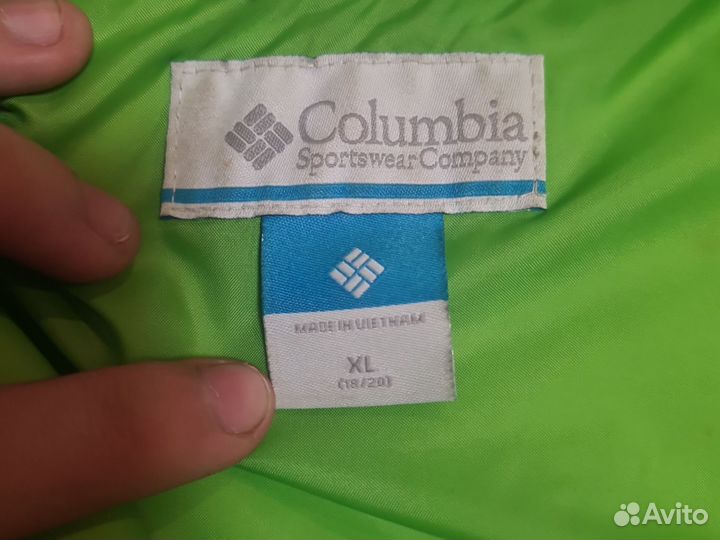 Columbia
Sportswear Company
MADE IN VIETNAM
XL
(18/20)
Avito